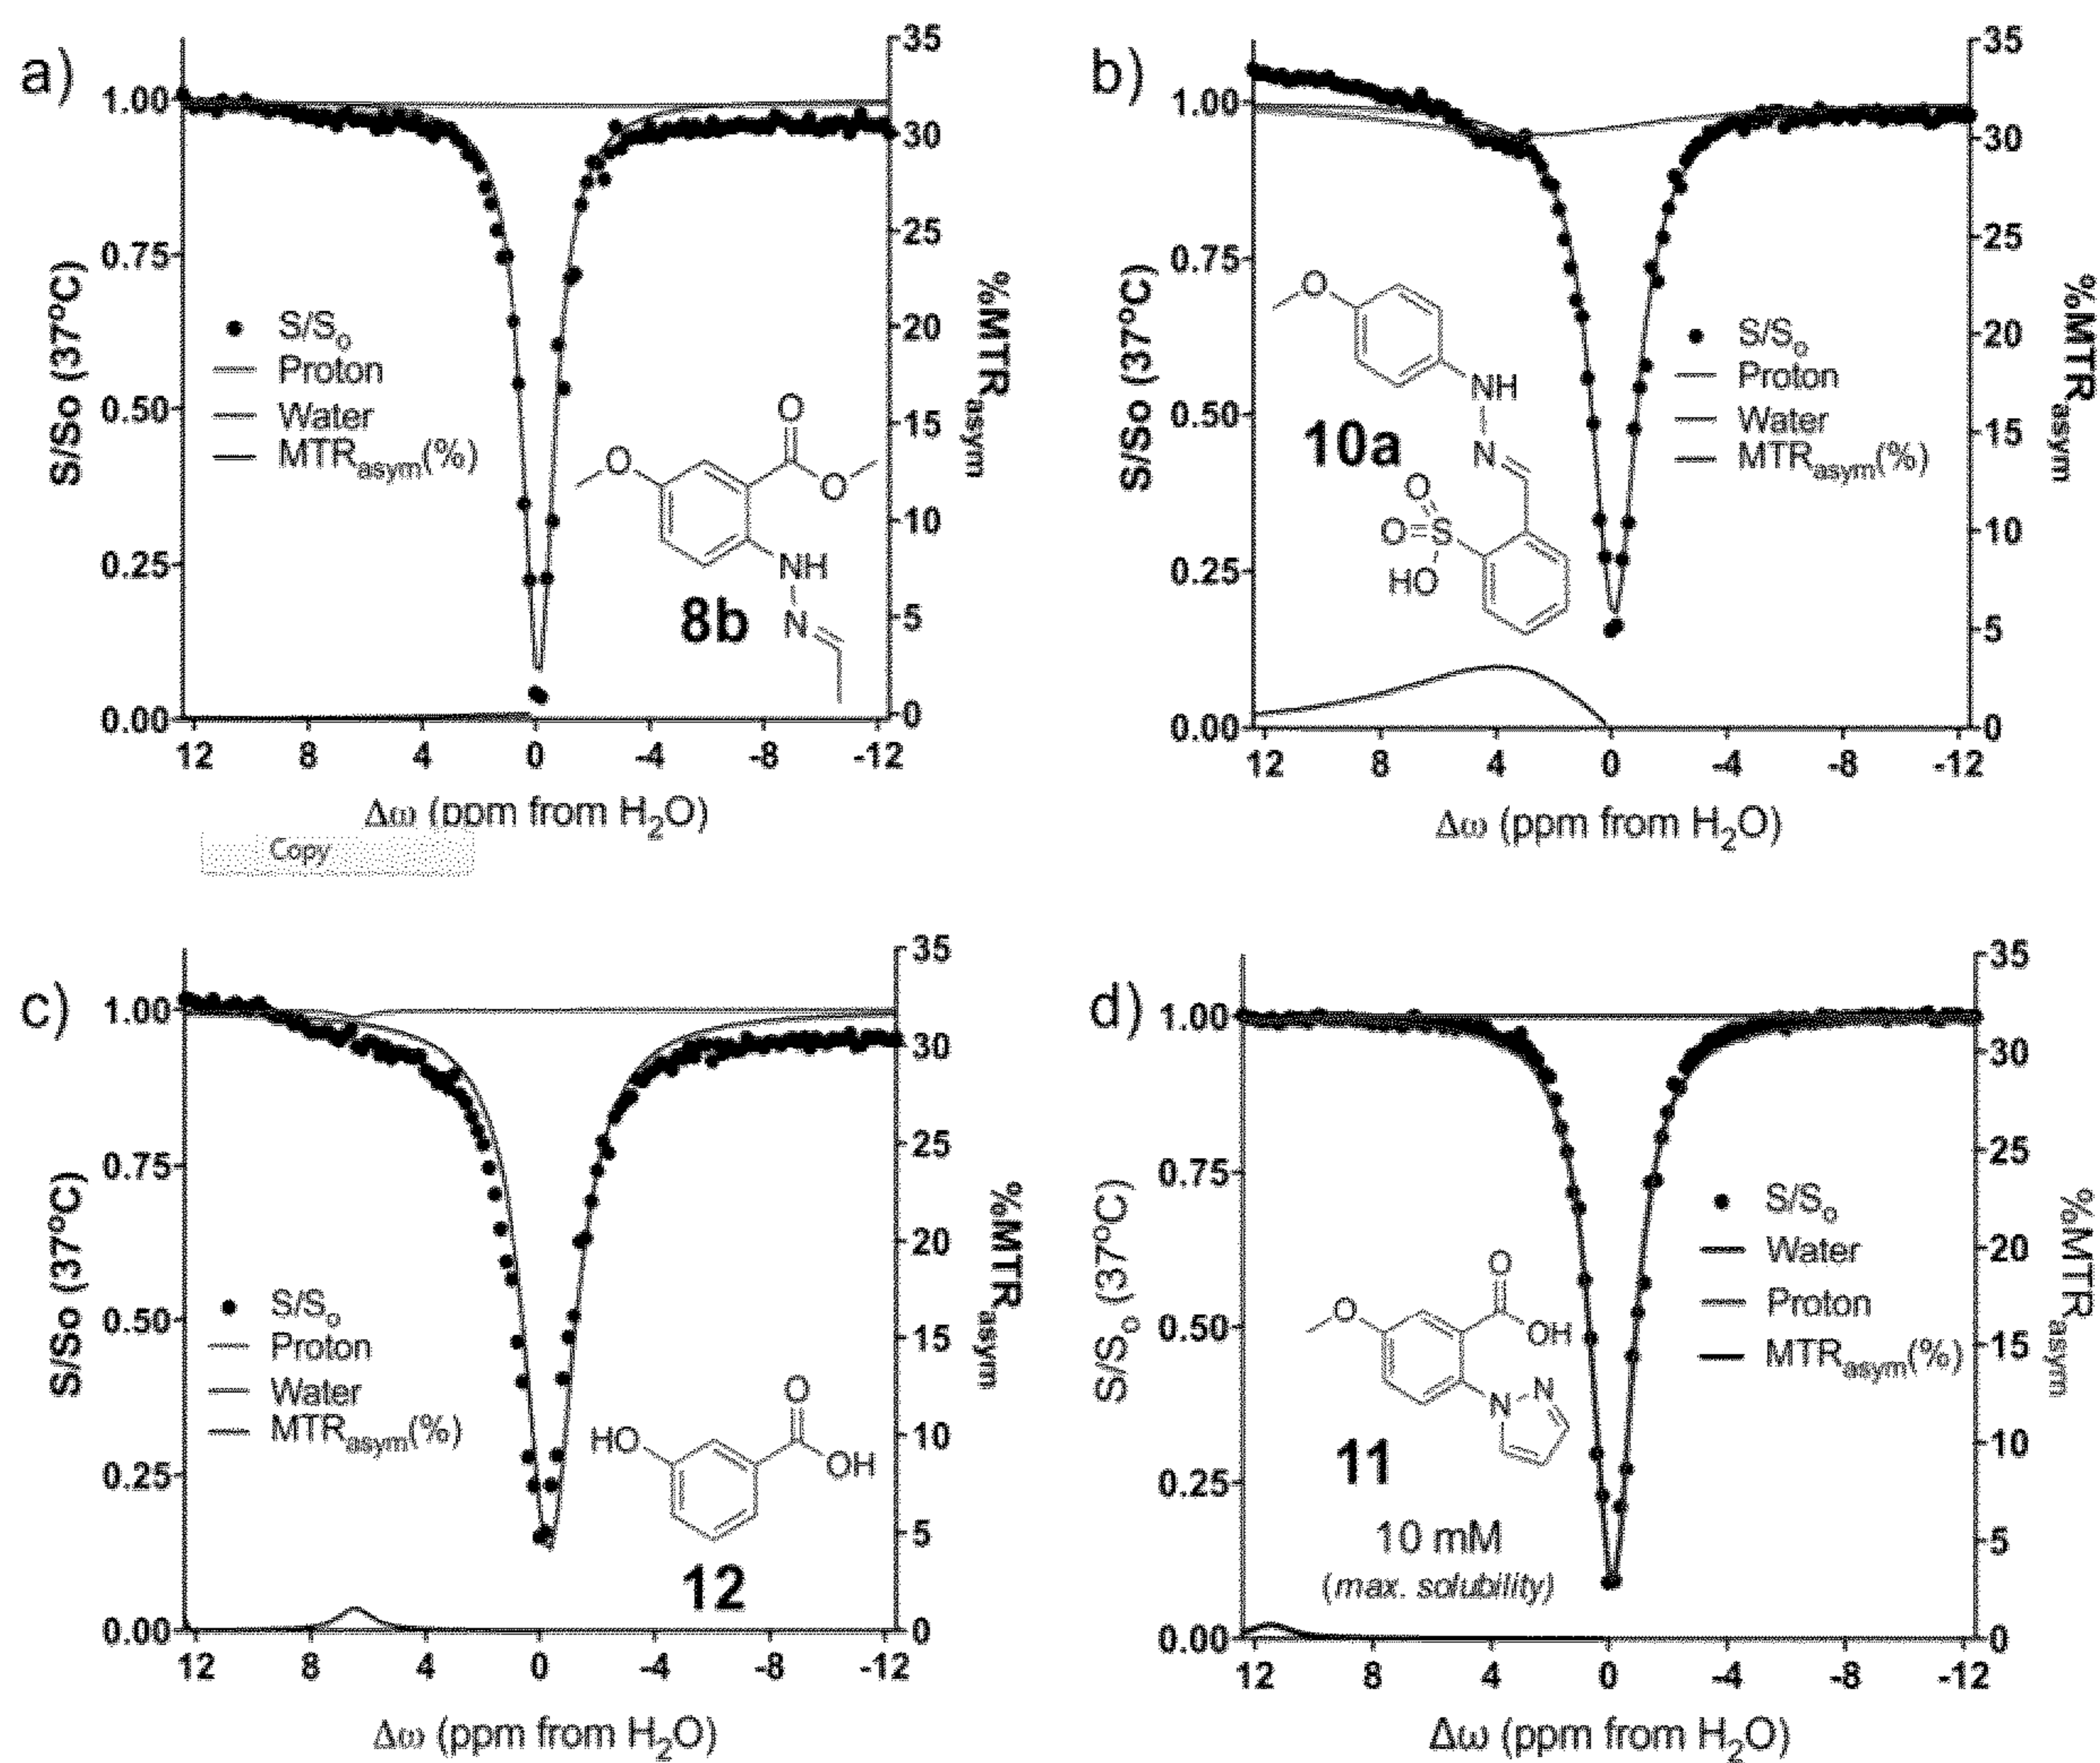 a)
1.00
0.75
0.50
0.25
0.00
S/So (37°C)
35
30
25
20
15
10
5
0
%MTRasym
S/So
Proton
Water
MTRasym(%)
O
O
O
NH
N
8b
12 8 4 0 -4 -8 -12
Δω (ppm from H2O)
Copy
b)
1.00
0.75
0.50
0.25
0.00
S/So (37°C)
35
30
25
20
15
10
5
0
%MTRasym
O
NH
N
10a
O
O=S
HO
S/So
Proton
Water
MTRasym(%)
12 8 4 0 -4 -8 -12
Δω (ppm from H2O)
c)
1.00
0.75
0.50
0.25
0.00
S/So (37°C)
35
30
25
20
15
10
5
0
%MTRasym
S/So
Proton
Water
MTRasym(%)
O
HO
OH
12
12 8 4 0 -4 -8 -12
Δω (ppm from H2O)
d)
1.00
0.75
0.50
0.25
0.00
S/So (37°C)
35
30
25
20
15
10
5
0
%MTRasym
S/So
Water
Proton
MTRasym(%)
O
O
OH
N N
11
10 mM
(max. solubility)
12 8 4 0 -4 -8 -12
Δω (ppm from H2O)